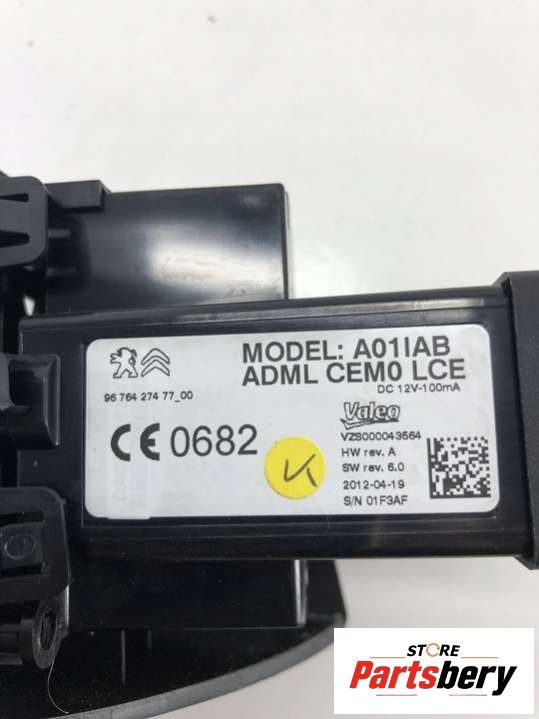 MODEL: A01IAB
ADML CEM0 LCE
DC 12V-100mA
96 764 274 77_00
Valeo
CE 0682
VZS000043564
HW rev. A
SW rev. 6.0
2012-04-19
S/N 01F3AF
STORE
Partsbery